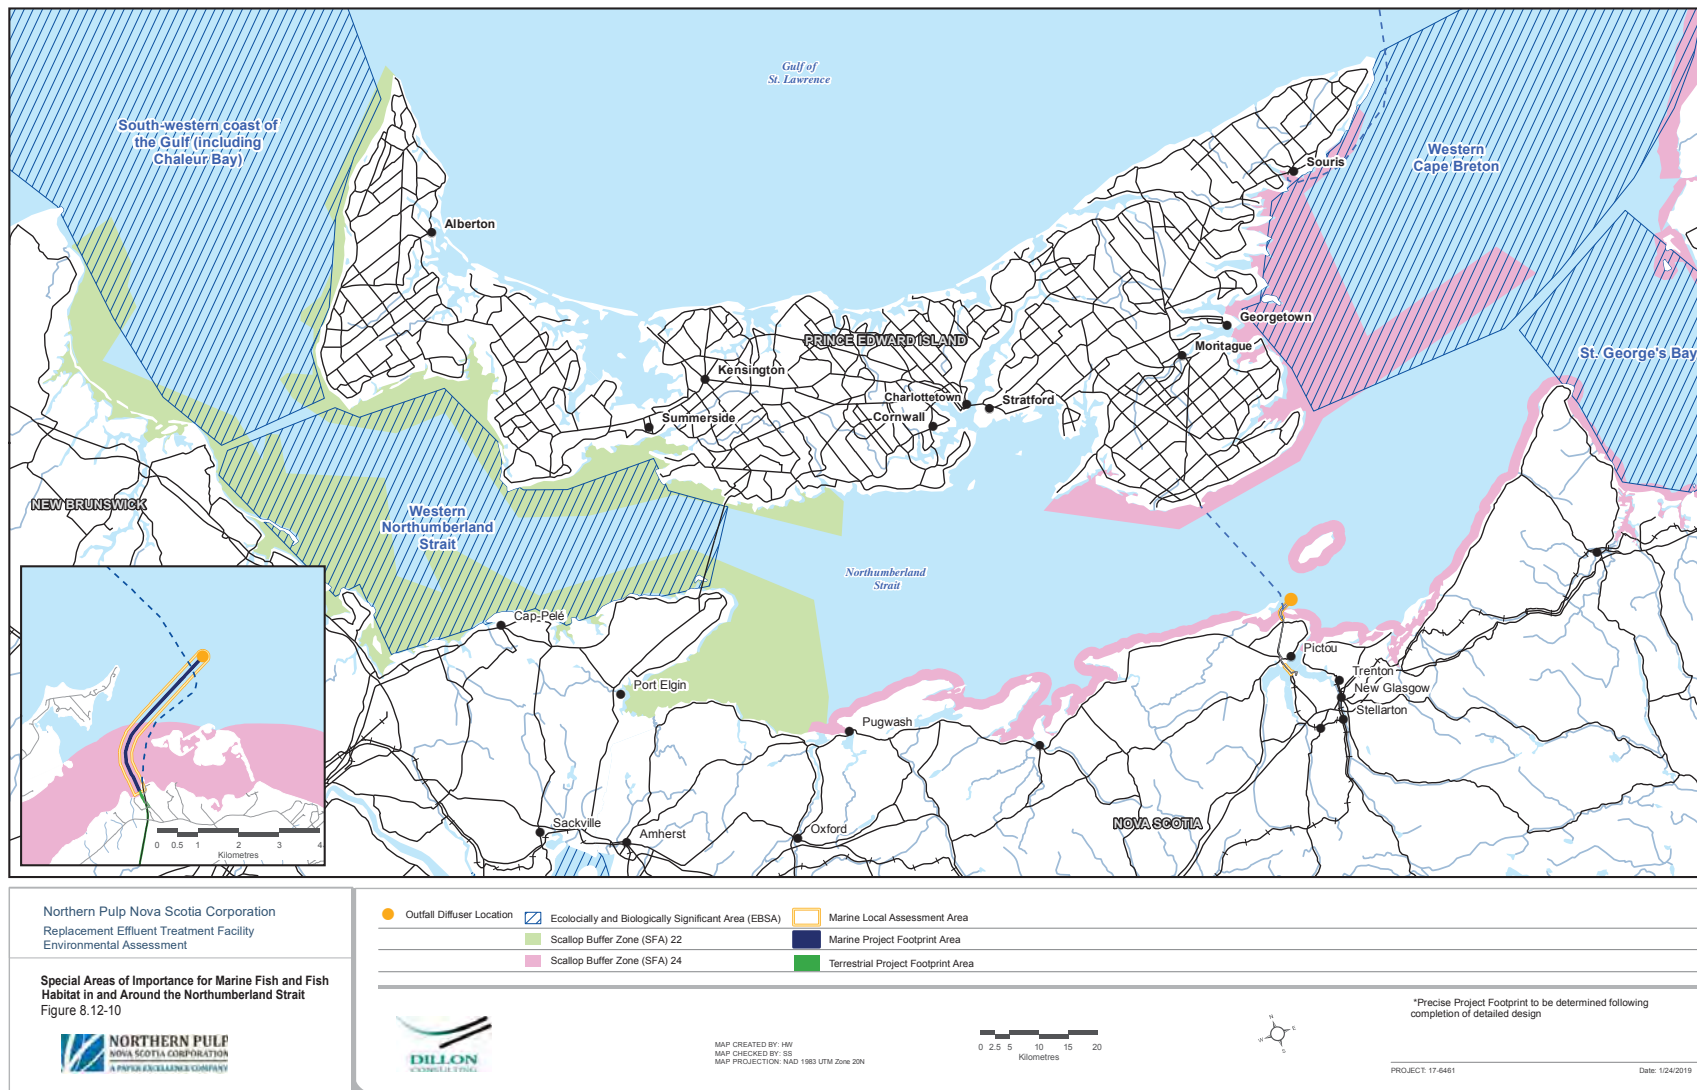 Gulf of
St. Lawrence
South-western coast of
the Gulf (including
Chaleur Bay)
Western
Cape Breton
Souris
Alberton
Georgetown
PRINCE EDWARD ISLAND
Montague
St. George's Bay
Kensington
Charlottetown
Stratford
Summerside
Cornwall
NEW BRUNSWICK
Western
Northumberland
Strait
Northumberland
Strait
Cap-Pelé
Pictou
Trenton
New Glasgow
Stellarton
Port Elgin
Pugwash
Sackville
Amherst
Oxford
NOVA SCOTIA
0 0.5 1 2 3 4
Kilometres
Northern Pulp Nova Scotia Corporation
Replacement Effluent Treatment Facility
Environmental Assessment
Special Areas of Importance for Marine Fish and Fish
Habitat in and Around the Northumberland Strait
Figure 8.12-10
NORTHERN PULP
NOVA SCOTIA CORPORATION
A PAPER EXCELLENCE COMPANY
Outfall Diffuser Location
Ecolocially and Biologically Significant Area (EBSA)
Marine Local Assessment Area
Scallop Buffer Zone (SFA) 22
Marine Project Footprint Area
Scallop Buffer Zone (SFA) 24
Terrestrial Project Footprint Area
DILLON
CONSULTING
MAP CREATED BY: HW
MAP CHECKED BY: SS
MAP PROJECTION: NAD 1983 UTM Zone 20N
0 2.5 5 10 15 20
Kilometres
N
E
W
S
*Precise Project Footprint to be determined following
completion of detailed design
PROJECT: 17-6461
Date: 1/24/2019